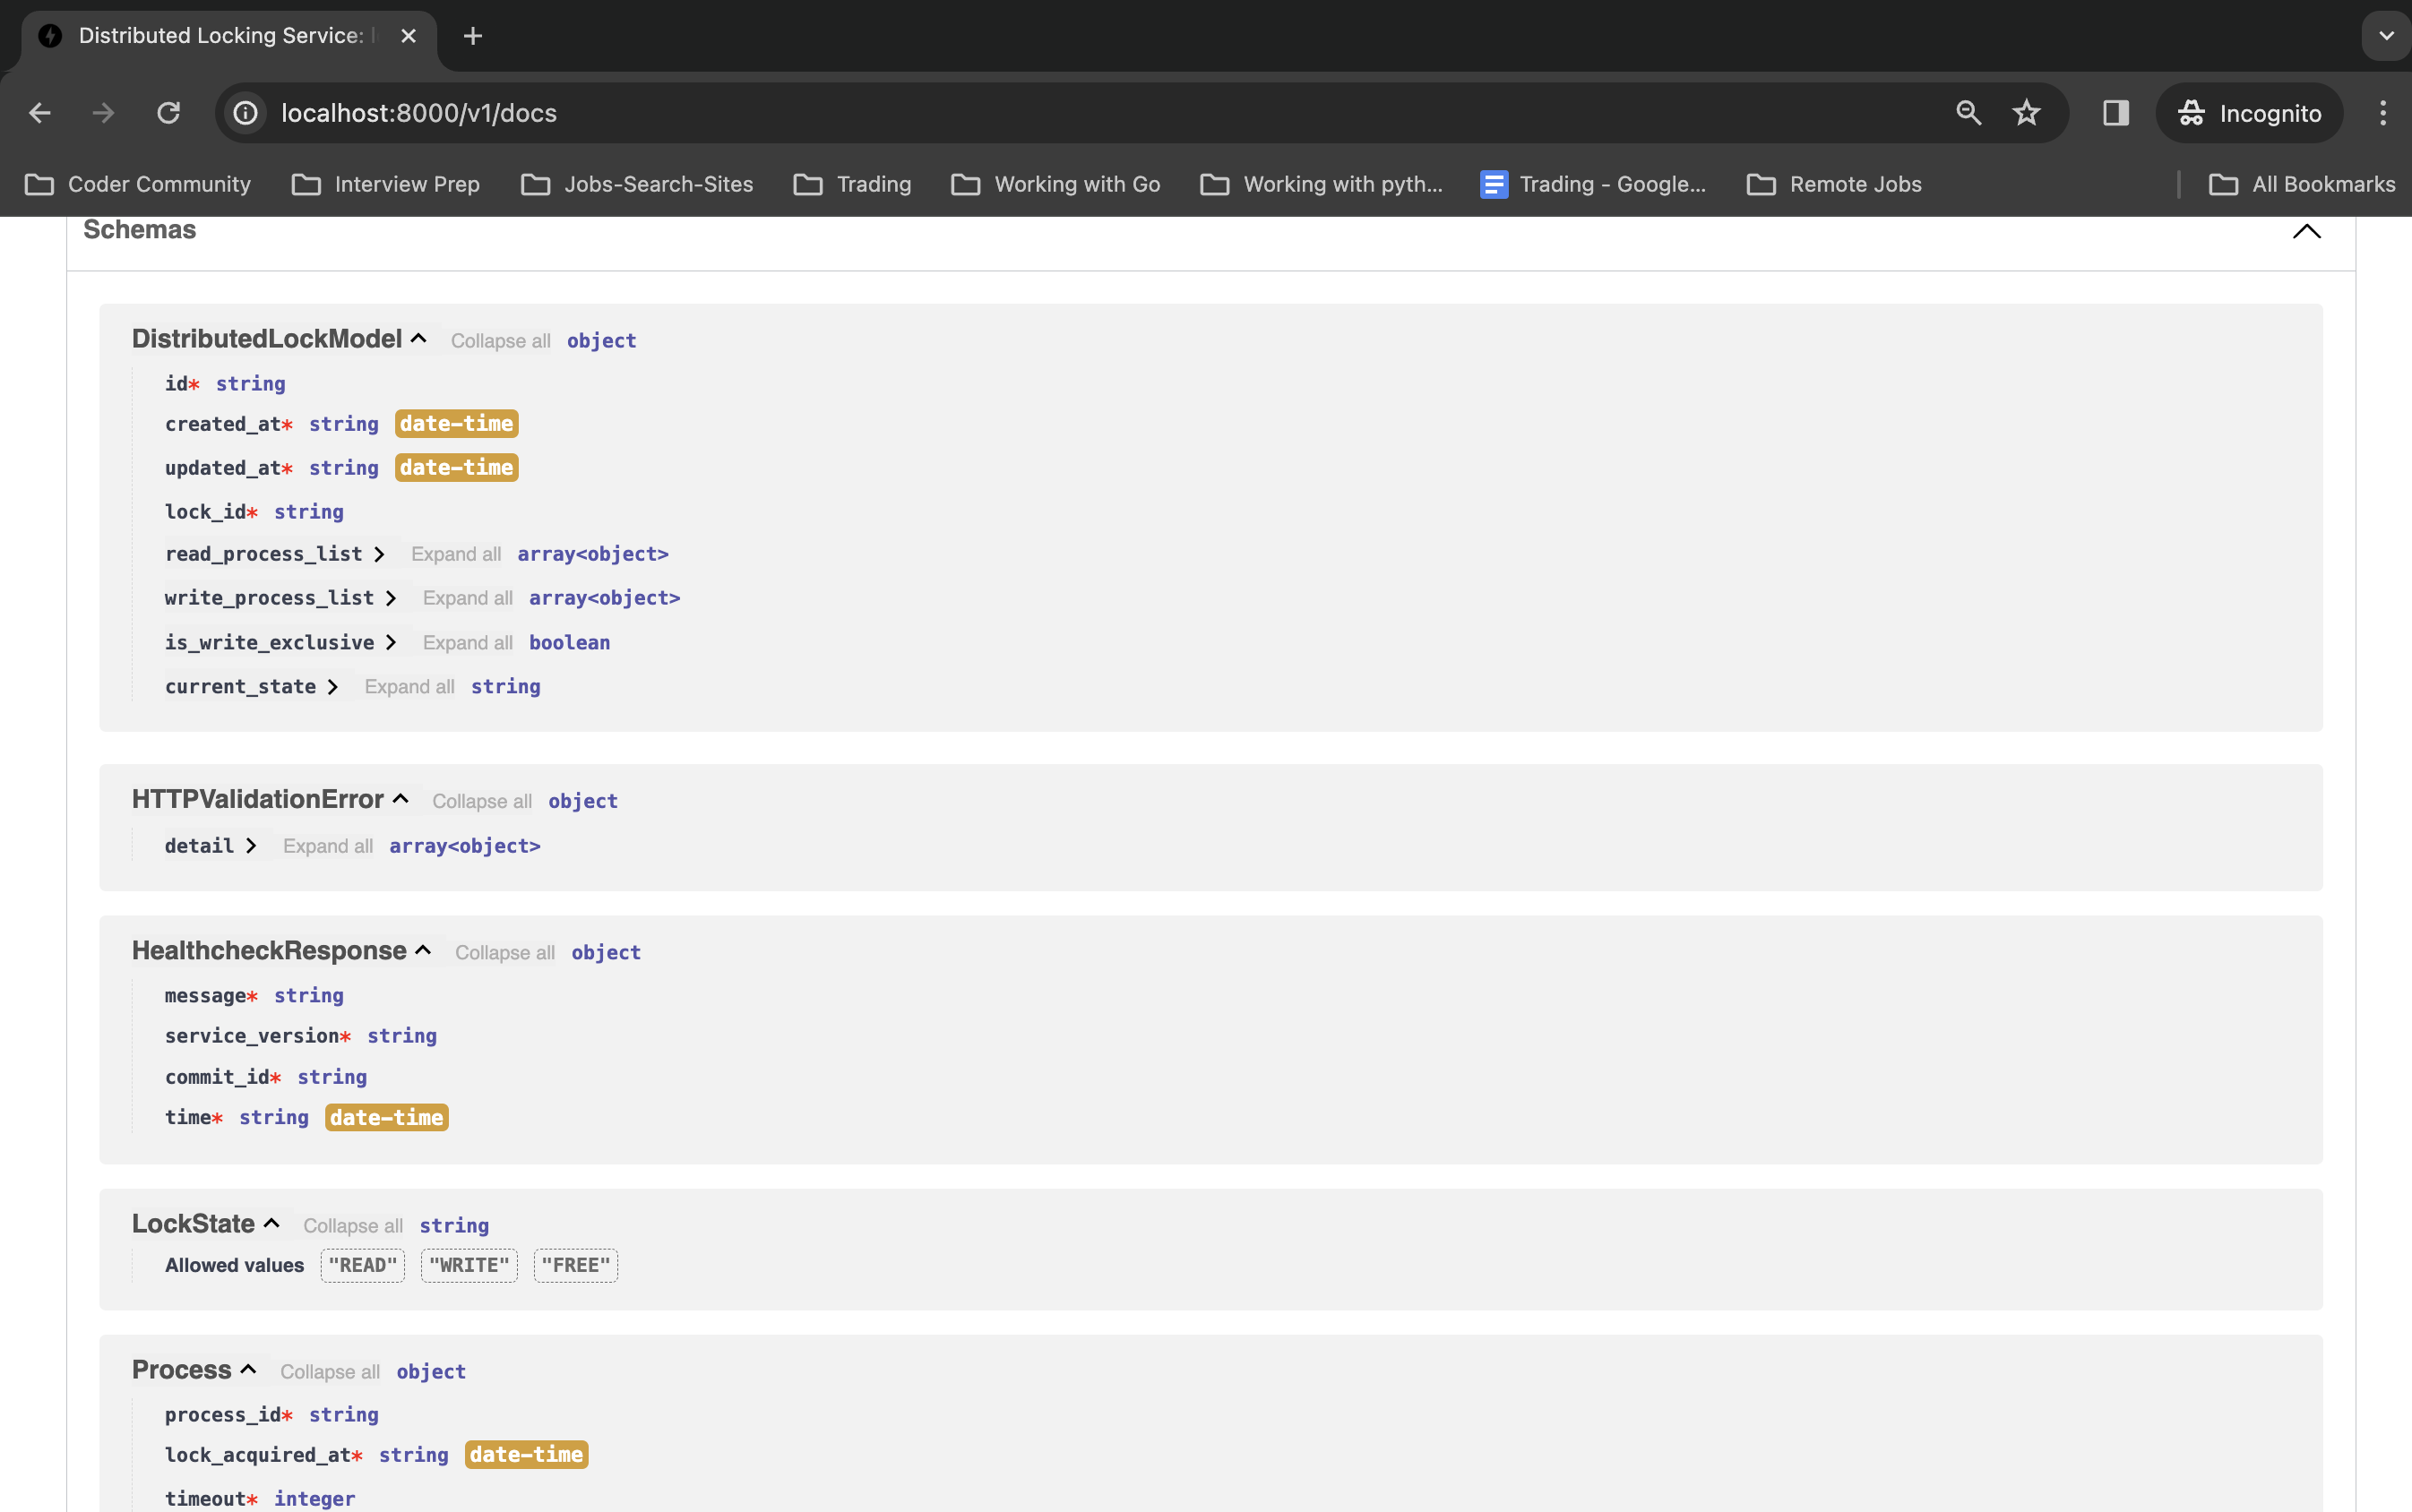 Distributed Locking Service:
localhost:8000/v1/docs
Incognito
Coder Community Interview Prep Jobs-Search-Sites Trading Working with Go Working with pyth... Trading - Google... Remote Jobs All Bookmarks
Schemas
DistributedLockModel Collapse all object
id* string
created_at* string date-time
updated_at* string date-time
lock_id* string
read_process_list Expand all array<object>
write_process_list Expand all array<object>
is_write_exclusive Expand all boolean
current_state Expand all string
HTTPValidationError Collapse all object
detail Expand all array<object>
HealthcheckResponse Collapse all object
message* string
service_version* string
commit_id* string
time* string date-time
LockState Collapse all string
Allowed values "READ" "WRITE" "FREE"
Process Collapse all object
process_id* string
lock_acquired_at* string date-time
timeout* integer